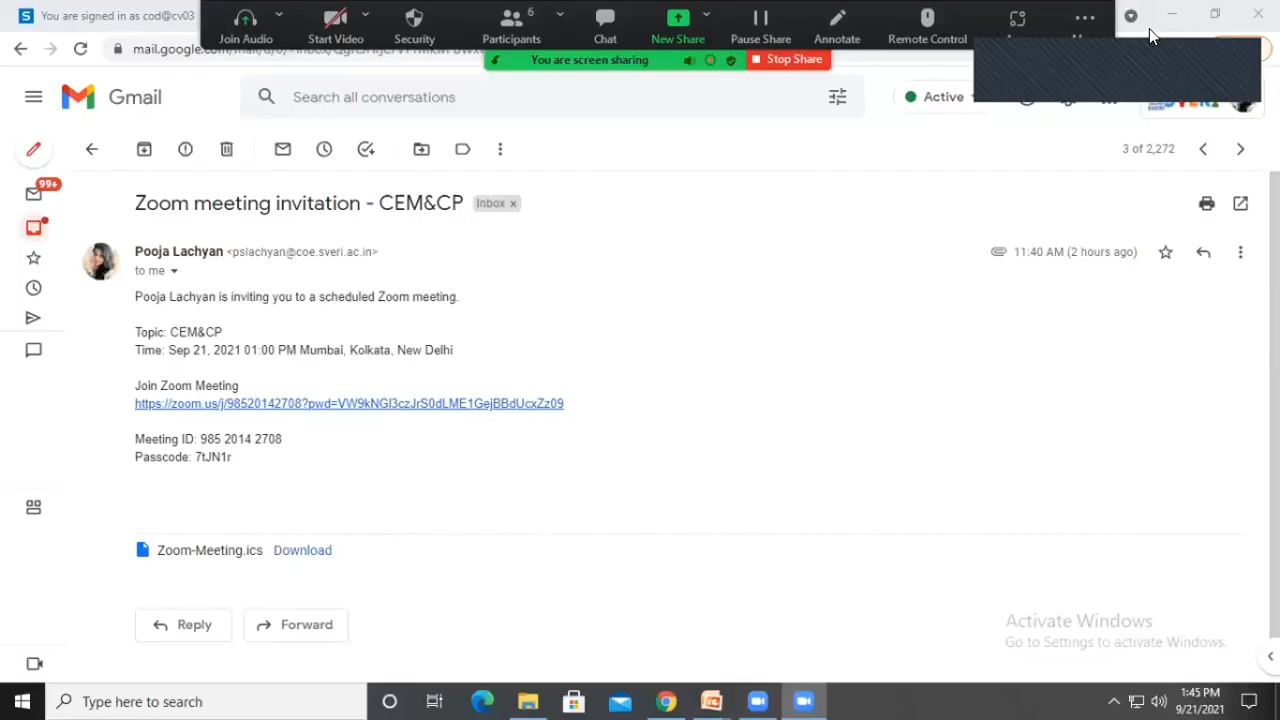 You are signed in as cod@cv03
6
Join Audio Start Video Security Participants Chat New Share Pause Share Annotate Remote Control
mail.google.com
You are screen sharing Stop Share
Gmail Search all conversations Active
3 of 2,272
99+
Zoom meeting invitation - CEM&CP Inbox ×
Pooja Lachyan <pslachyan@coe.sveri.ac.in> 11:40 AM (2 hours ago)
to me
Pooja Lachyan is inviting you to a scheduled Zoom meeting.
Topic: CEM&CP
Time: Sep 21, 2021 01:00 PM Mumbai, Kolkata, New Delhi
Join Zoom Meeting
https://zoom.us/j/98520142708?pwd=VW9kNGl3czJrS0dLME1GejBBdUcxZz09
Meeting ID: 985 2014 2708
Passcode: 7tJN1r
Zoom-Meeting.ics Download
Reply Forward
Activate Windows
Go to Settings to activate Windows.
Type here to search
1:45 PM
9/21/2021